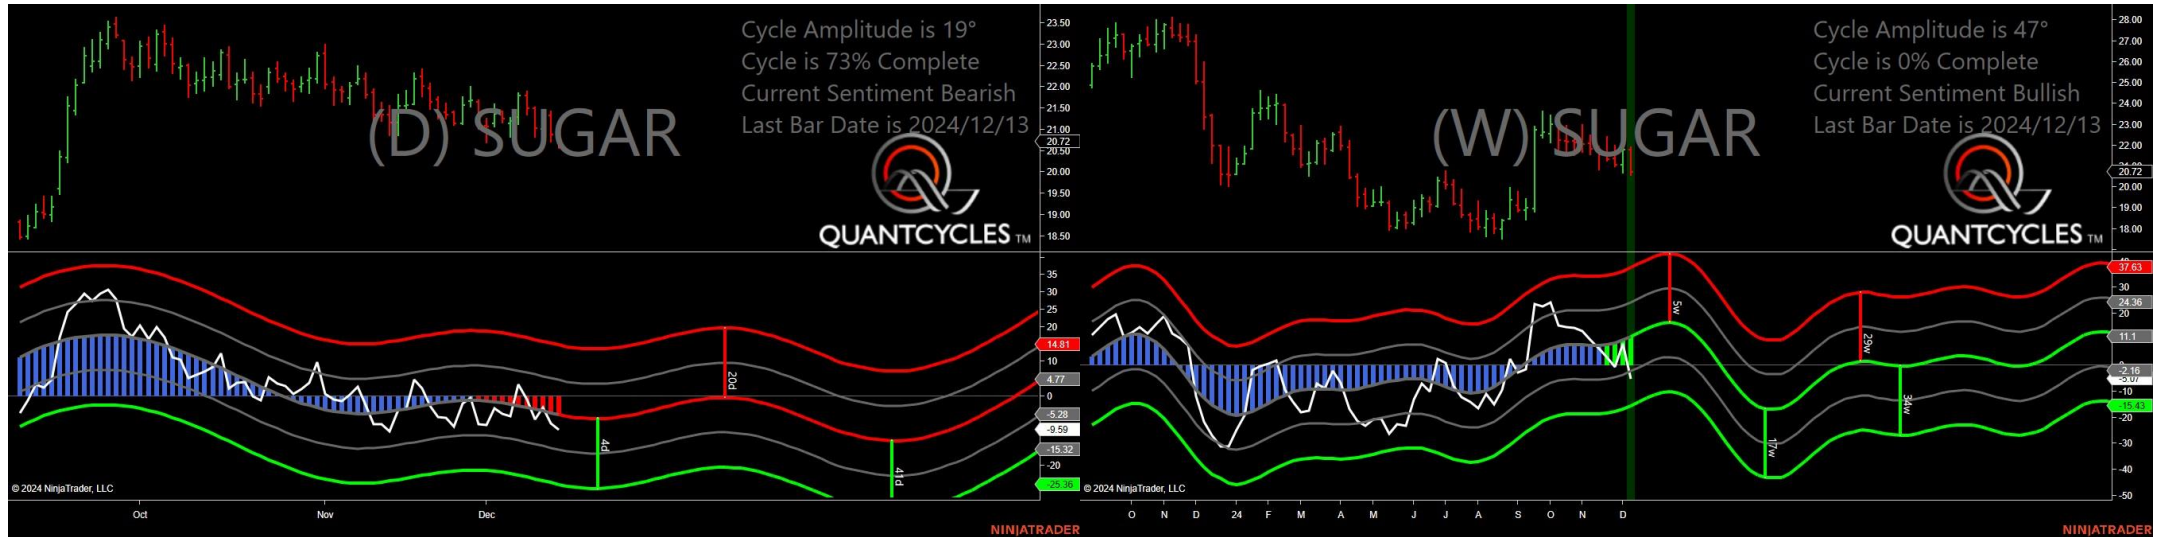 Cycle Amplitude is 19°
Cycle is 73% Complete
Current Sentiment Bearish
Last Bar Date is 2024/12/13
(D) SUGAR
QUANTCYCLES TM
23.50
23.00
22.50
22.00
21.50
21.00
20.72
20.50
20.00
19.50
19.00
18.50
35
30
25
20
14.81
10
4.77
0
-5.28
-9.59
-15.32
-20
-25.36
4d
20d
41d
© 2024 NinjaTrader, LLC
Oct Nov Dec
NINJATRADER
Cycle Amplitude is 47°
Cycle is 0% Complete
Current Sentiment Bullish
Last Bar Date is 2024/12/13
(W) SUGAR
QUANTCYCLES TM
28.00
27.00
26.00
25.00
24.00
23.00
22.00
21.00
20.72
20.00
19.00
18.00
40
37.63
30
24.36
20
11.1
0
-2.16
-5.07
-10
-15.43
-20
-30
-40
-50
5w
17w
29w
34w
© 2024 NinjaTrader, LLC
O N D 24 F M A M J J A S O N D
NINJATRADER